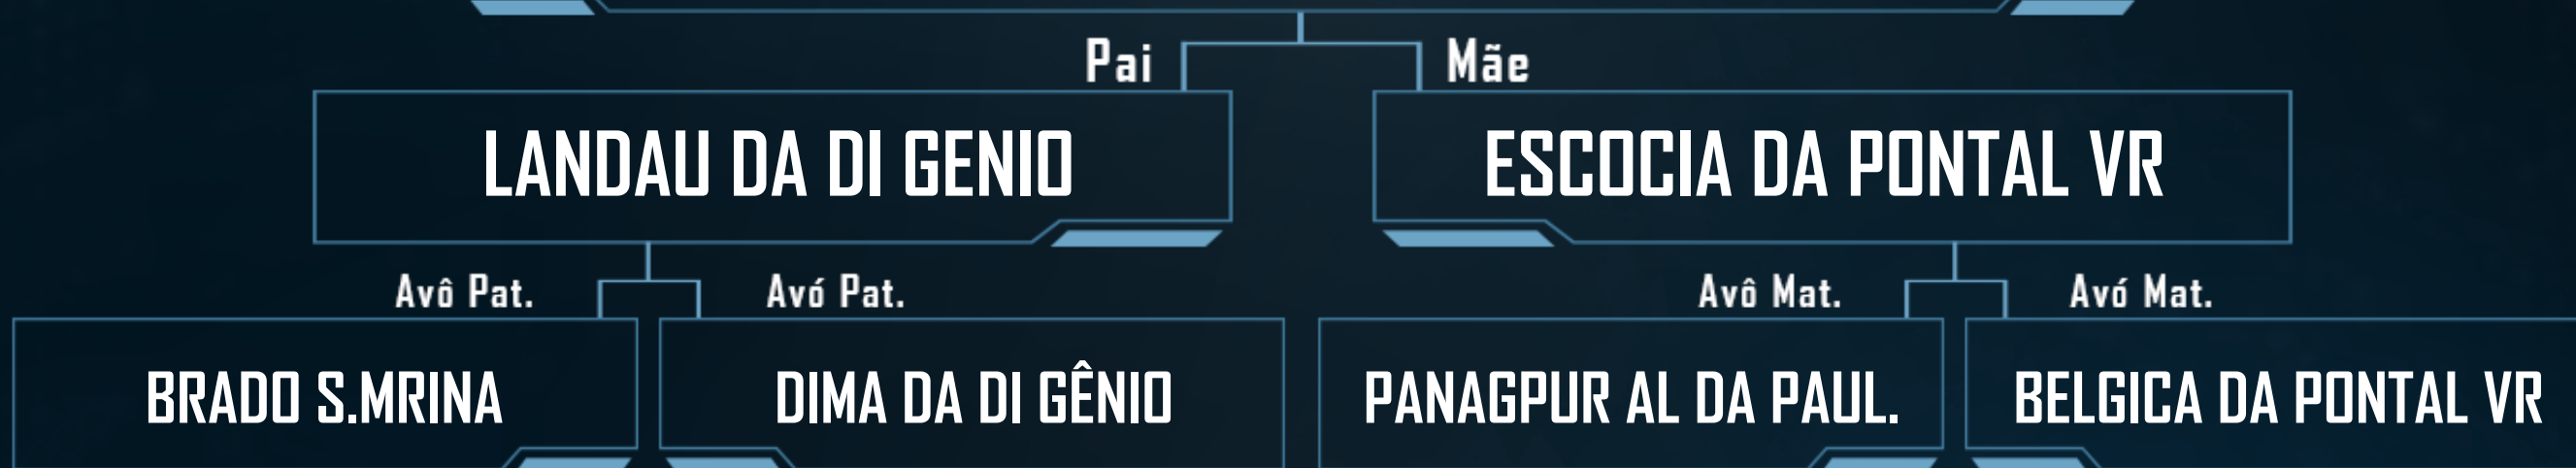 Pai Mãe
LANDAU DA DI GENIO ESCOCIA DA PONTAL VR
Avô Pat. Avó Pat. Avô Mat. Avó Mat.
BRADO S.MRINA DIMA DA DI GÊNIO PANAGPUR AL DA PAUL. BELGICA DA PONTAL VR